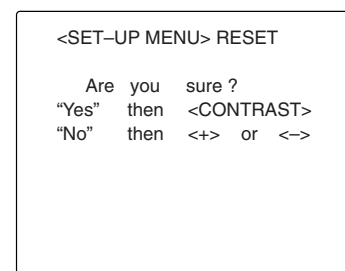 <SET–UP MENU> RESET
Are you sure ?
“Yes” then <CONTRAST>
“No” then <+> or <–>